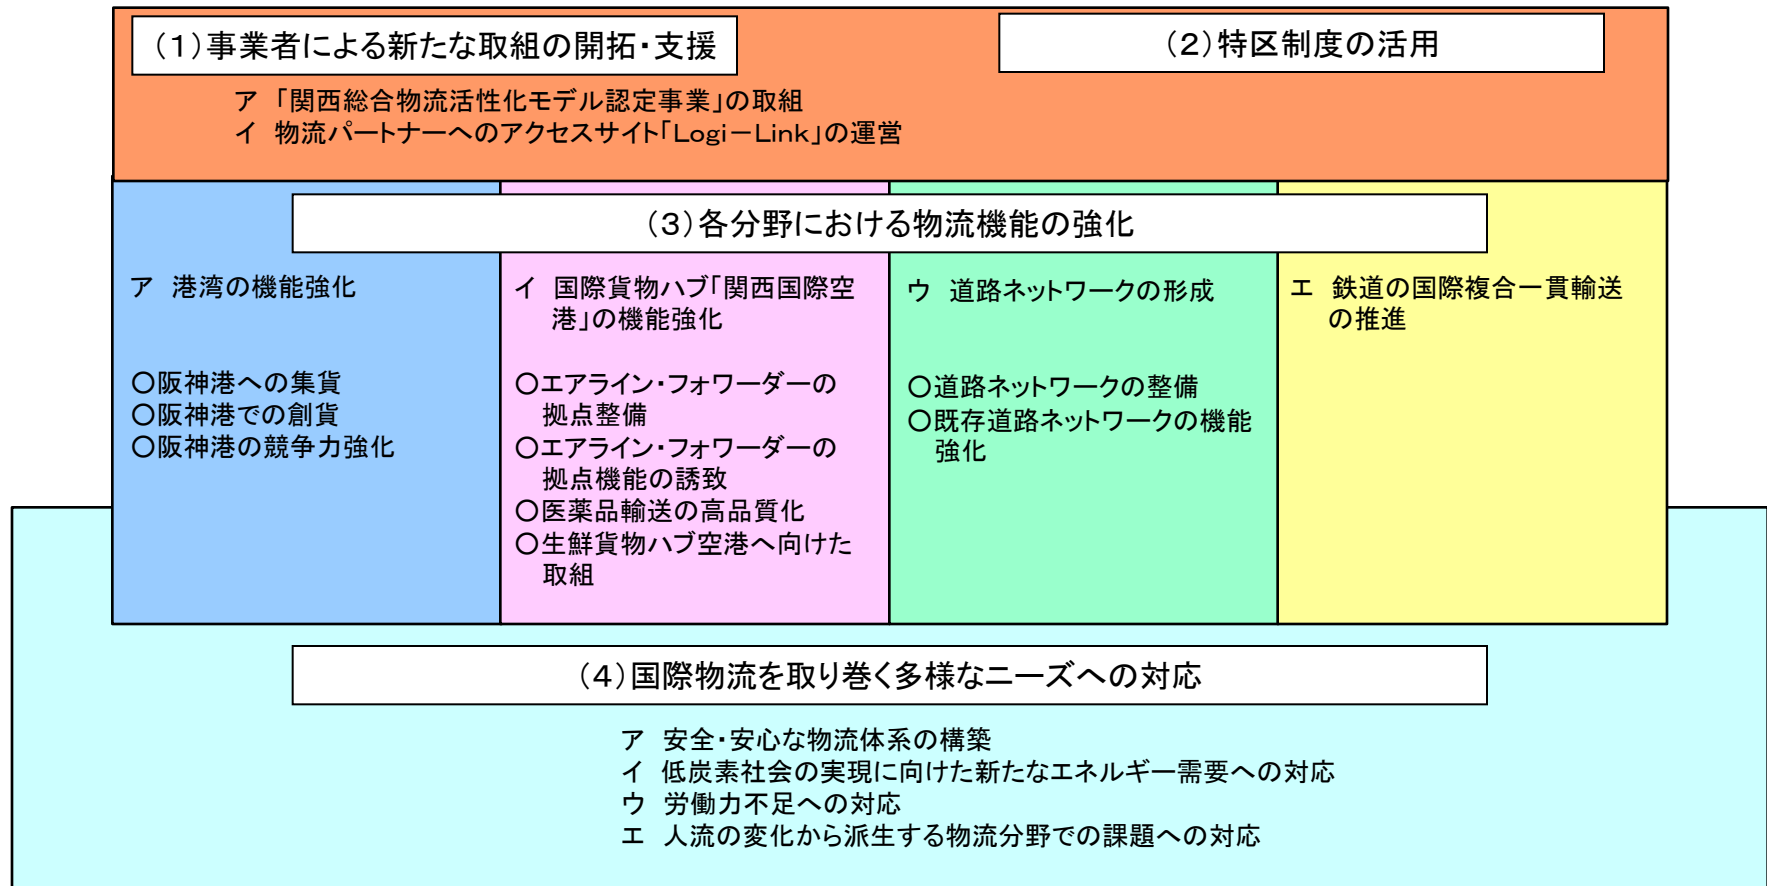 （１）事業者による新たな取組の開拓・支援
（２）特区制度の活用
ア　「関西総合物流活性化モデル認定事業」の取組
イ　物流パートナーへのアクセスサイト「Ｌｏｇｉ－Ｌｉｎｋ」の運営
（３）各分野における物流機能の強化
ア　港湾の機能強化
○阪神港への集貨
○阪神港での創貨
○阪神港の競争力強化
イ　国際貨物ハブ「関西国際空
港」の機能強化
○エアライン・フォワーダーの
拠点整備
○エアライン・フォワーダーの
拠点機能の誘致
○医薬品輸送の高品質化
○生鮮貨物ハブ空港へ向けた
取組
ウ　道路ネットワークの形成
○道路ネットワークの整備
○既存道路ネットワークの機能
強化
エ　鉄道の国際複合一貫輸送
の推進
（４）国際物流を取り巻く多様なニーズへの対応
ア　安全・安心な物流体系の構築
イ　低炭素社会の実現に向けた新たなエネルギー需要への対応
ウ　労働力不足への対応
エ　人流の変化から派生する物流分野での課題への対応